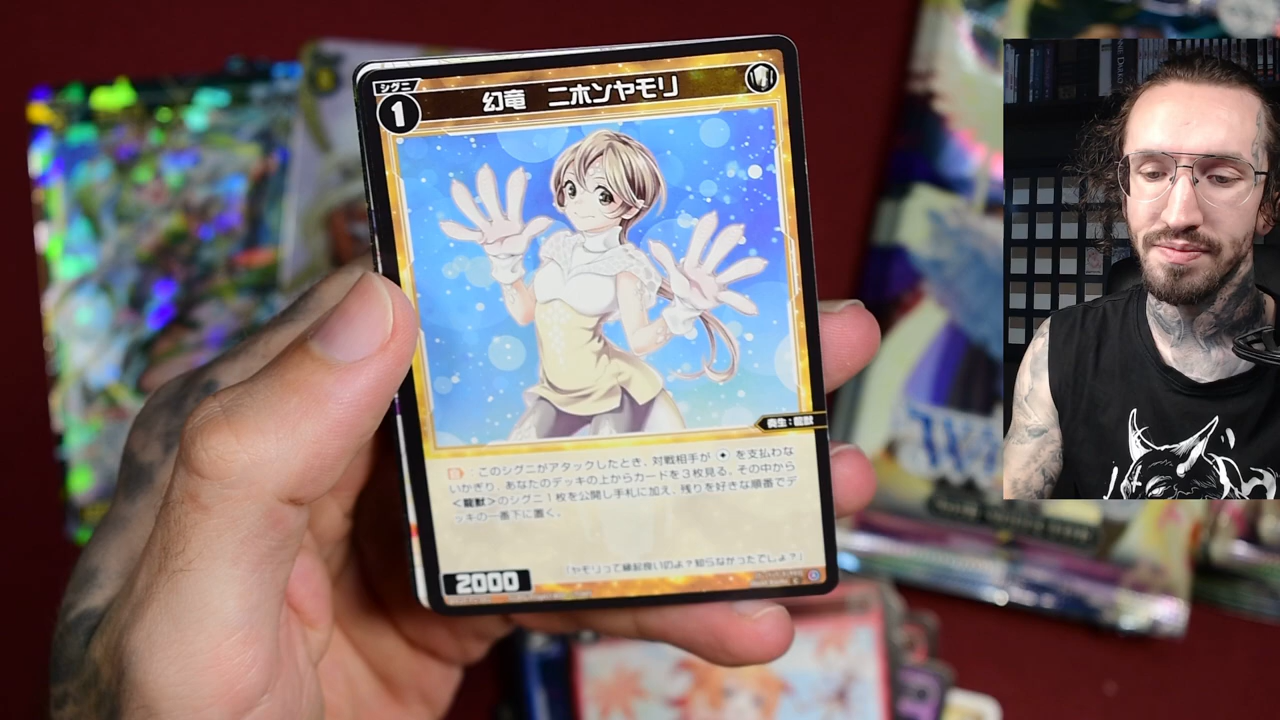 シグニ
1
幻竜 ニホンヤモリ
奏生：龍獣
：このシグニがアタックしたとき、対戦相手が を支払わな
いかぎり、あなたのデッキの上からカードを3枚見る。その中から
＜龍獣＞のシグニ1枚を公開し手札に加え、残りを好きな順番でデ
ッキの一番下に置く。
「ヤモリって縁起良いのよ？知らなかったでしょ？」
2000